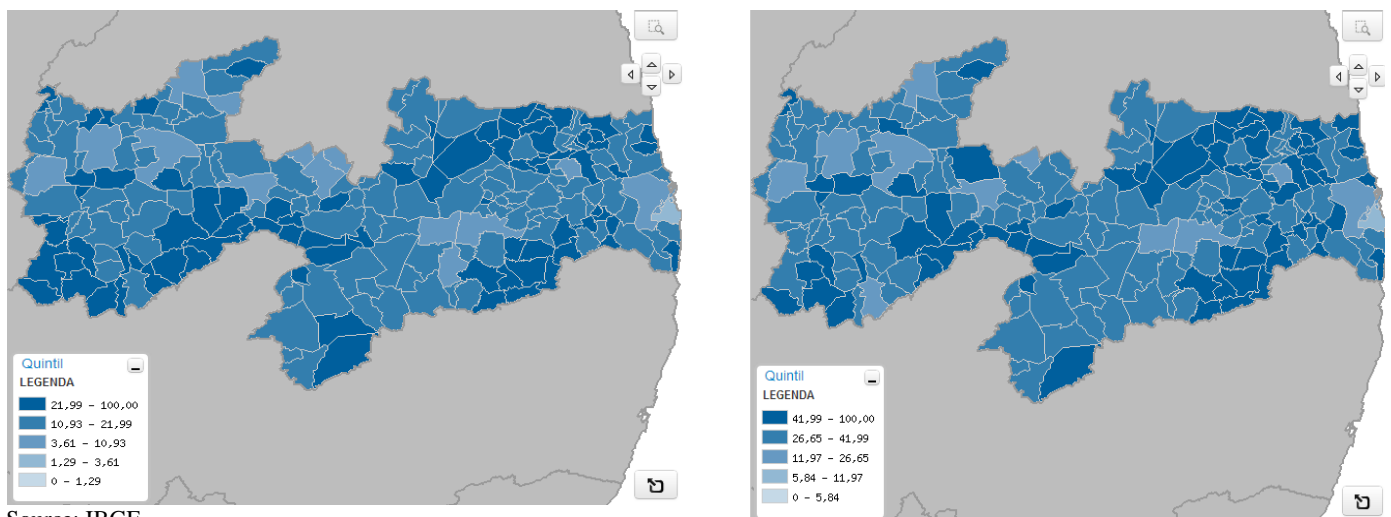 Quintil
LEGENDA
21,99 - 100,00
10,93 - 21,99
3,61 - 10,93
1,29 - 3,61
0 - 1,29
Quintil
LEGENDA
41,99 - 100,00
26,65 - 41,99
11,97 - 26,65
5,84 - 11,97
0 - 5,84
Source: IBGE